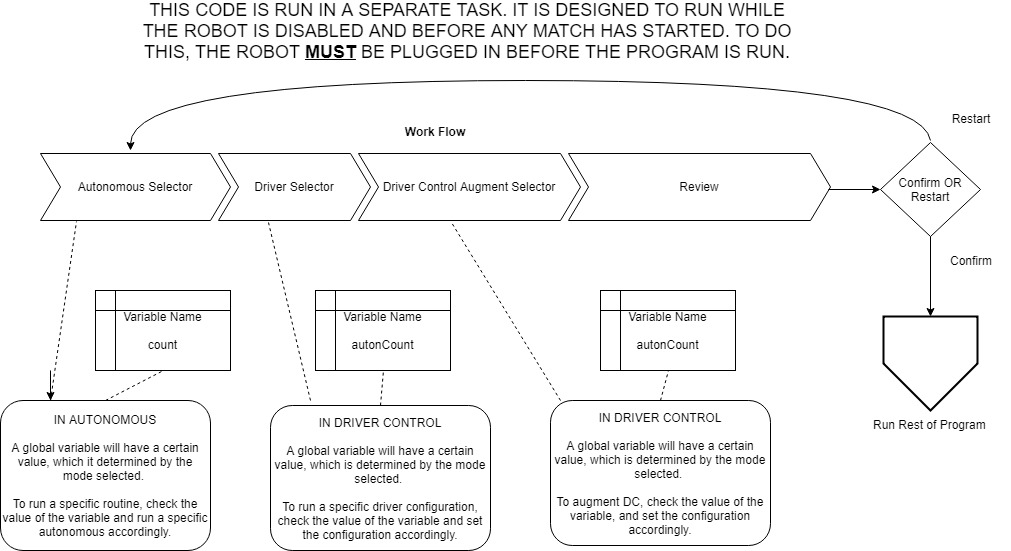 THIS CODE IS RUN IN A SEPARATE TASK. IT IS DESIGNED TO RUN WHILE
THE ROBOT IS DISABLED AND BEFORE ANY MATCH HAS STARTED. TO DO
THIS, THE ROBOT MUST BE PLUGGED IN BEFORE THE PROGRAM IS RUN.
Work Flow
Restart
Autonomous Selector
Driver Selector
Driver Control Augment Selector
Review
Confirm OR
Restart
Confirm
Variable Name
count
Variable Name
autonCount
Variable Name
autonCount
Run Rest of Program
IN AUTONOMOUS
A global variable will have a certain
value, which it determined by the
mode selected.
To run a specific routine, check the
value of the variable and run a specific
autonomous accordingly.
IN DRIVER CONTROL
A global variable will have a certain
value, which is determined by the mode
selected.
To run a specific driver configuration,
check the value of the variable and set
the configuration accordingly.
IN DRIVER CONTROL
A global variable will have a certain
value, which is determined by the mode
selected.
To augment DC, check the value of the
variable, and set the configuration
accordingly.